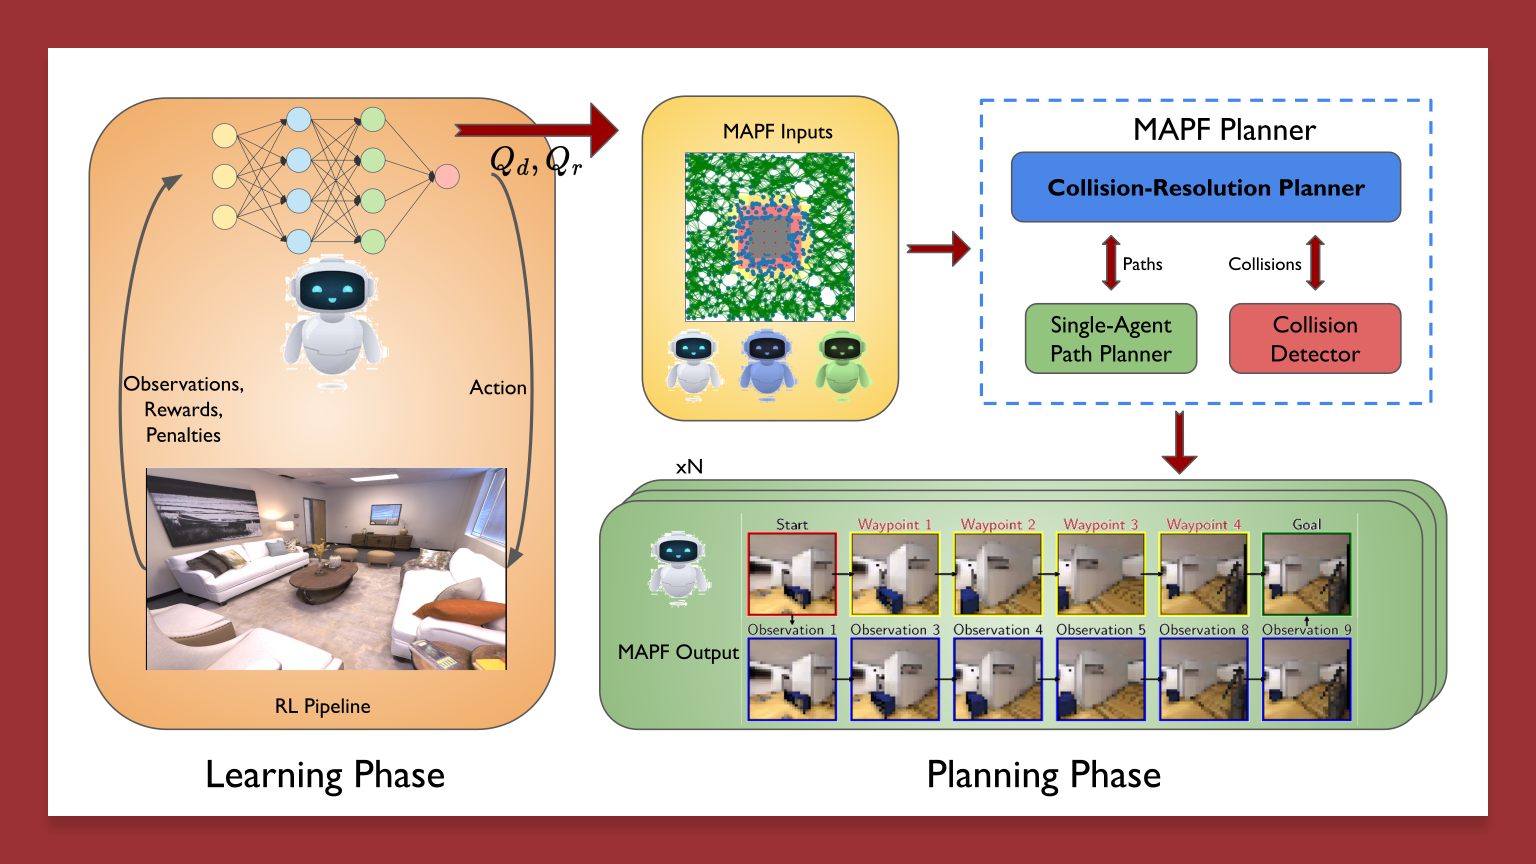 Q_d, Q_r
Observations,
Rewards,
Penalties
Action
RL Pipeline
Learning Phase
MAPF Inputs
MAPF Planner
Collision-Resolution Planner
Paths
Collisions
Single-Agent
Path Planner
Collision
Detector
xN
MAPF Output
Start
Waypoint 1
Waypoint 2
Waypoint 3
Waypoint 4
Goal
Observation 1
Observation 3
Observation 4
Observation 5
Observation 8
Observation 9
Planning Phase